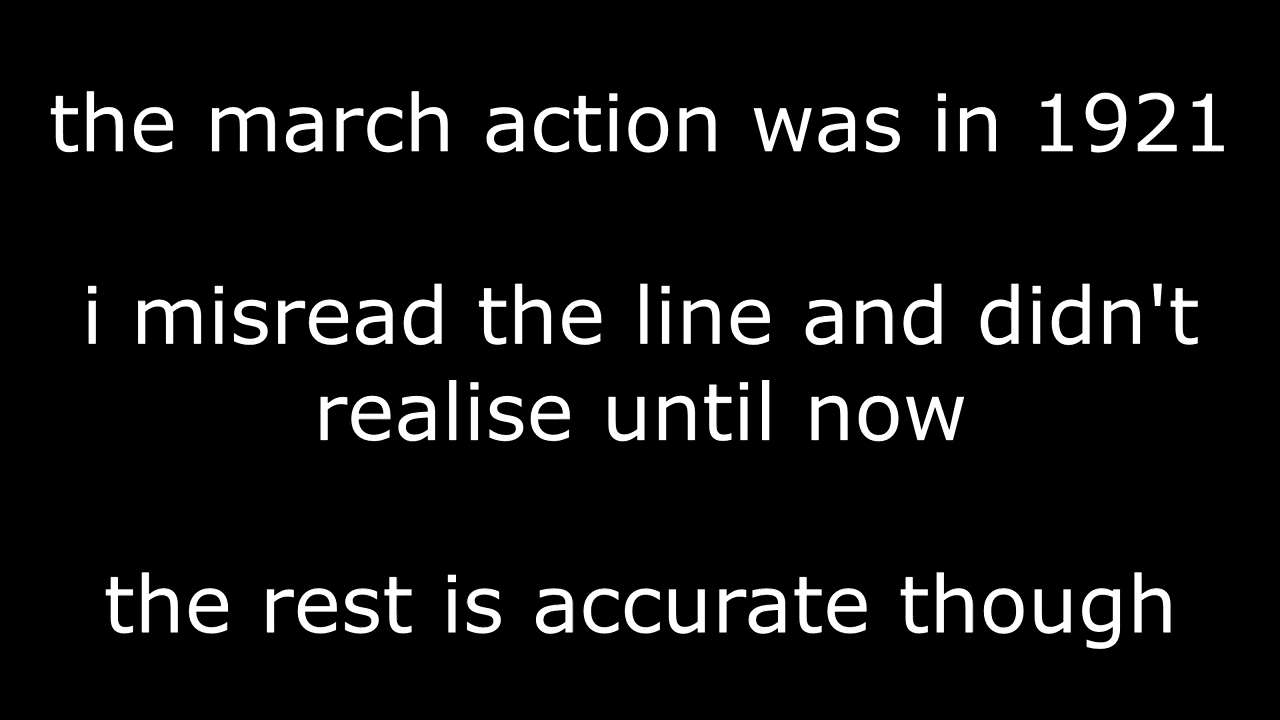 the march action was in 1921
i misread the line and didn't
realise until now
the rest is accurate though